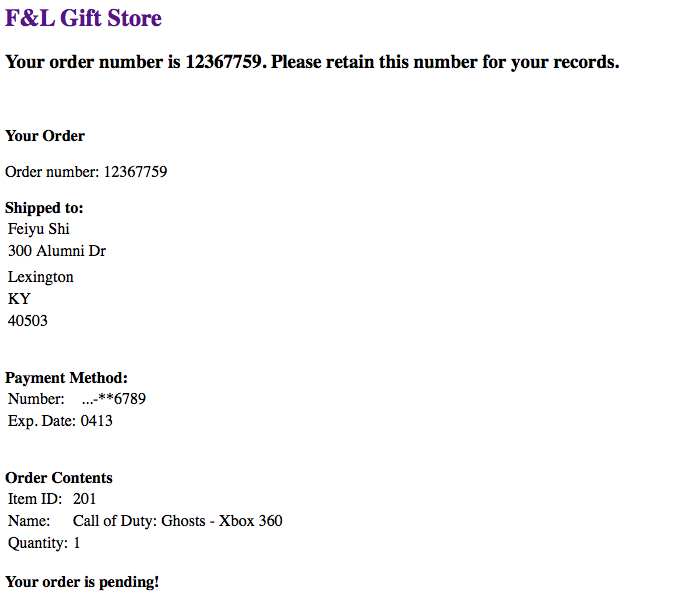 F&L Gift Store
Your order number is 12367759. Please retain this number for your records.
Your Order
Order number: 12367759
Shipped to:
Feiyu Shi
300 Alumni Dr
Lexington
KY
40503
Payment Method:
Number: ...-**6789
Exp. Date: 0413
Order Contents
Item ID: 201
Name: Call of Duty: Ghosts - Xbox 360
Quantity: 1
Your order is pending!